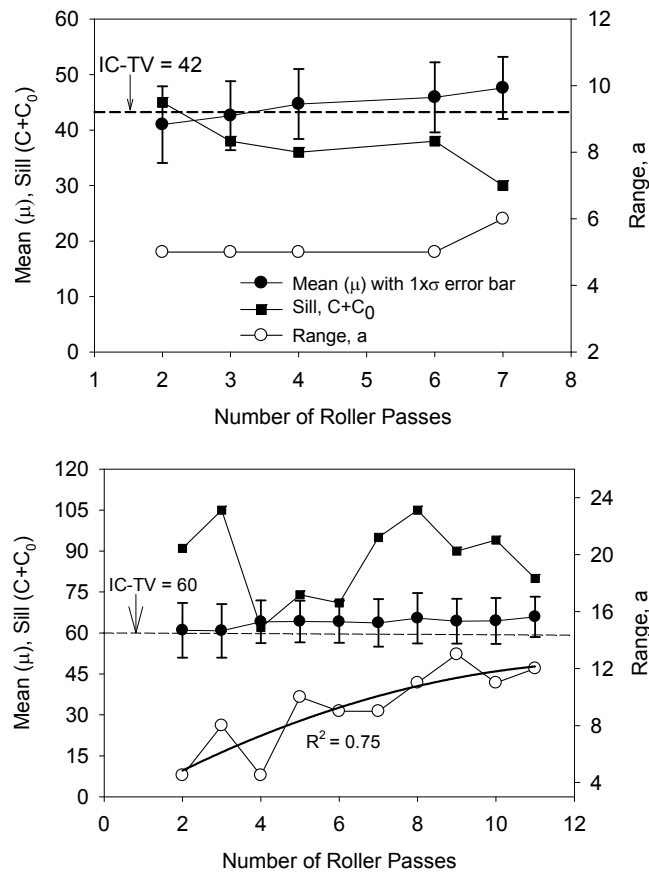 IC-TV = 42
Mean (μ), Sill (C+C₀)
60
50
40
30
20
10
0
12
10
8
6
4
2
Range, a
Mean (μ) with 1xσ error bar
Sill, C+C₀
Range, a
1 2 3 4 5 6 7 8
Number of Roller Passes
Mean (μ), Sill (C+C₀)
120
105
90
75
60
45
30
15
0
IC-TV = 60
R² = 0.75
24
20
16
12
8
4
Range, a
0 2 4 6 8 10 12
Number of Roller Passes